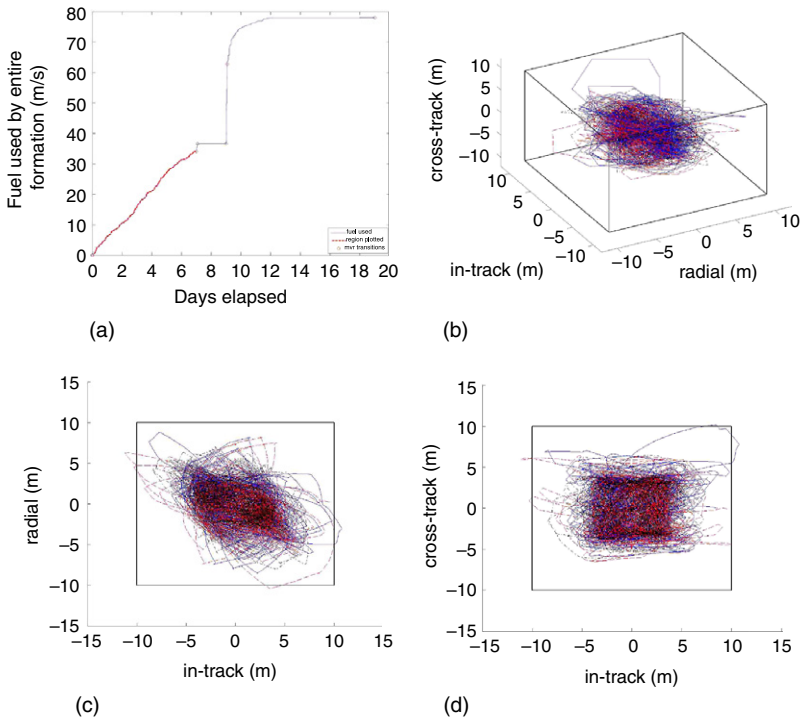 80
70
60
50
40
30
20
10
0
Fuel used by entire
formation (m/s)
fuel used
region plotted
mvr transitions
0 2 4 6 8 10 12 14 16 18 20
Days elapsed
(a)
10
5
0
–5
–10
cross-track (m)
10
5
0
–5
–10
in-track (m)
–10
–5
0
5
10
radial (m)
(b)
15
10
5
0
–5
–10
–15
radial (m)
–15 –10 –5 0 5 10 15
in-track (m)
(c)
15
10
5
0
–5
–10
–15
cross-track (m)
–15 –10 –5 0 5 10 15
in-track (m)
(d)